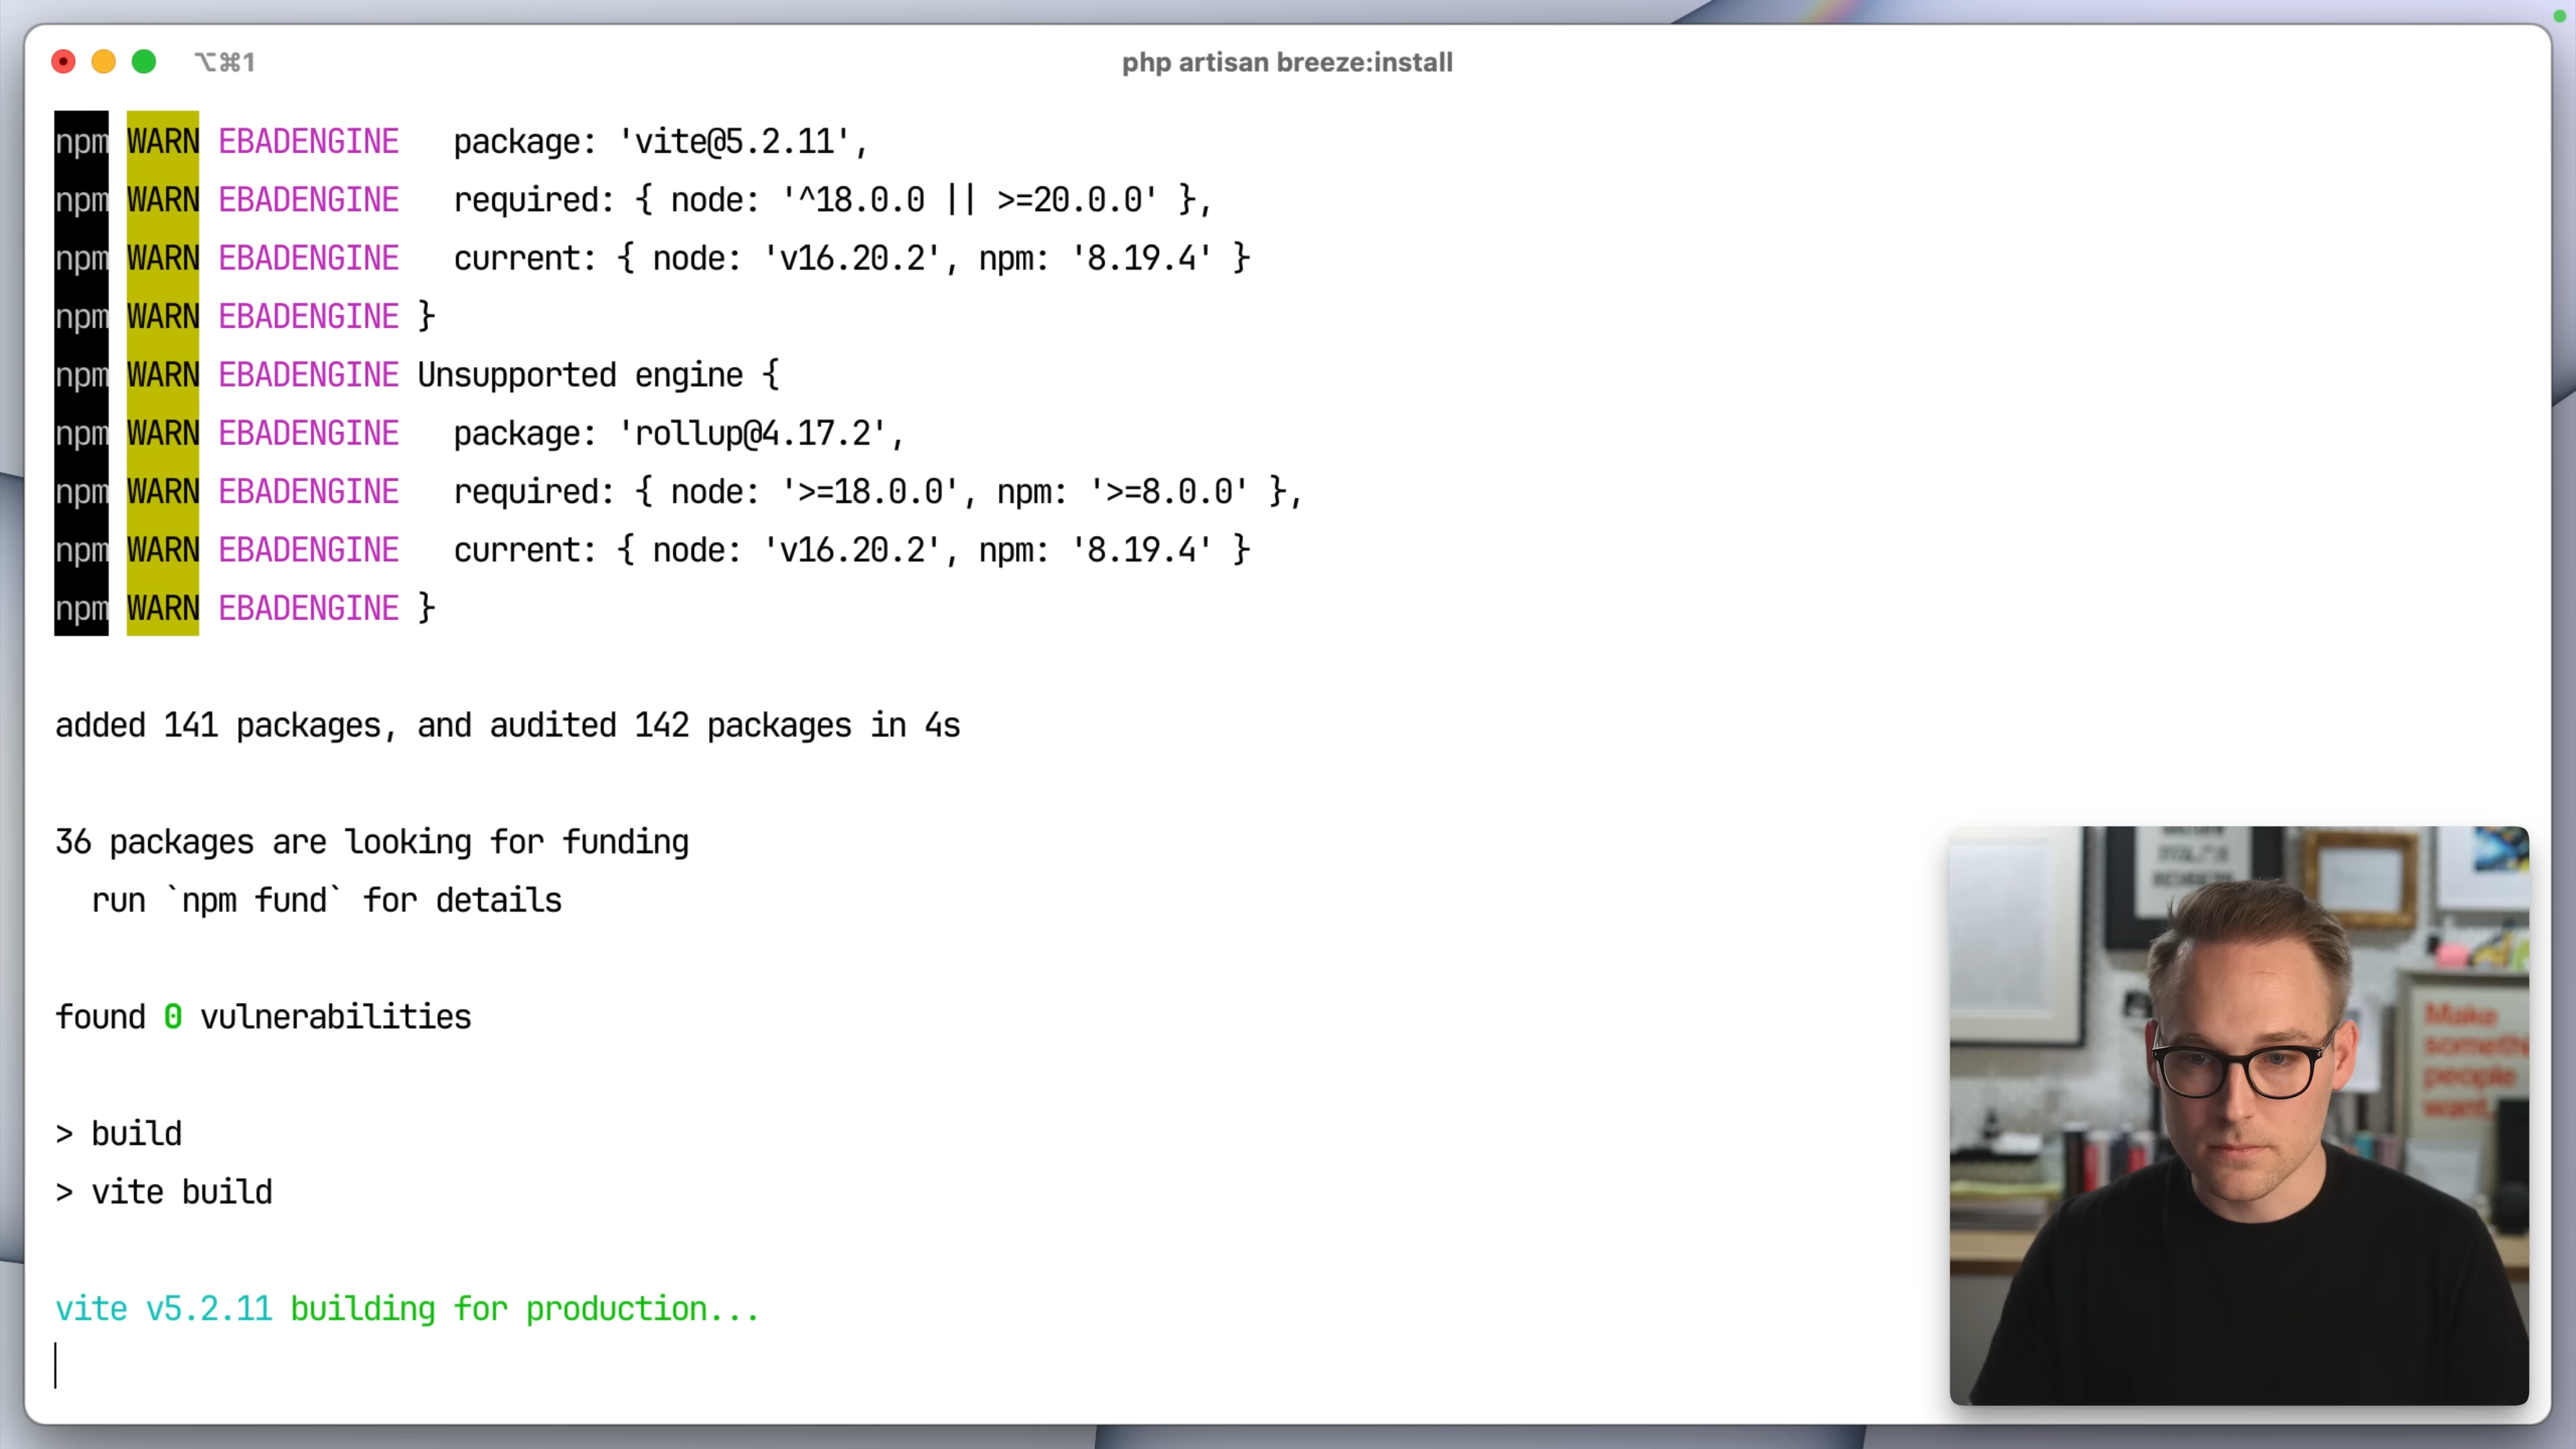 ⌥⌘1
php artisan breeze:install
npm WARN EBADENGINE   package: 'vite@5.2.11',
npm WARN EBADENGINE   required: { node: '^18.0.0 || >=20.0.0' },
npm WARN EBADENGINE   current: { node: 'v16.20.2', npm: '8.19.4' }
npm WARN EBADENGINE }
npm WARN EBADENGINE Unsupported engine {
npm WARN EBADENGINE   package: 'rollup@4.17.2',
npm WARN EBADENGINE   required: { node: '>=18.0.0', npm: '>=8.0.0' },
npm WARN EBADENGINE   current: { node: 'v16.20.2', npm: '8.19.4' }
npm WARN EBADENGINE }
added 141 packages, and audited 142 packages in 4s
36 packages are looking for funding
  run `npm fund` for details
found 0 vulnerabilities
> build
> vite build
vite v5.2.11 building for production...
Make
someth
people
want.